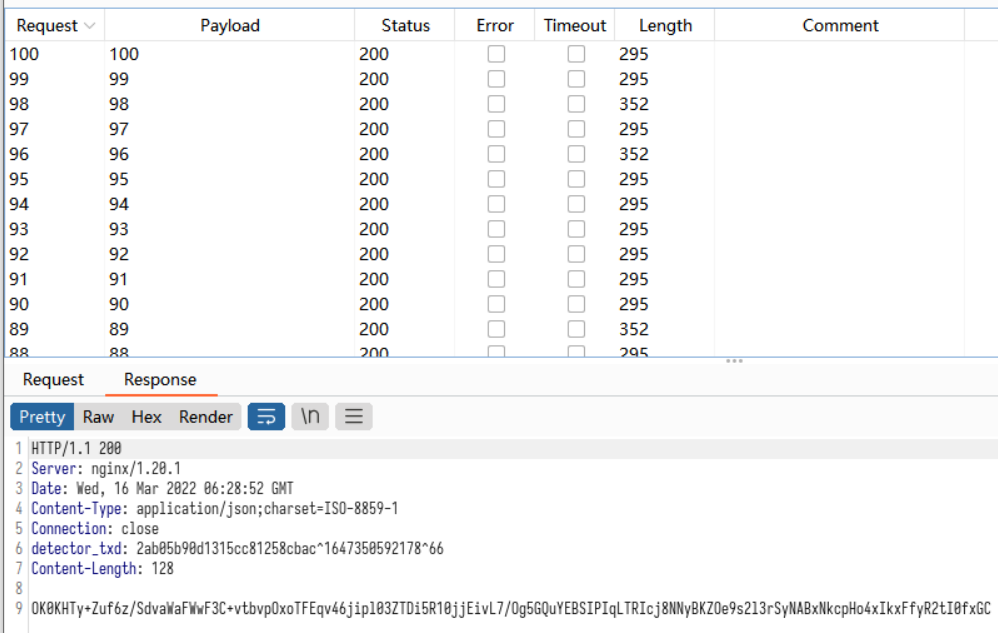 Request Payload Status Error Timeout Length Comment
100 100 200 295
99 99 200 295
98 98 200 352
97 97 200 295
96 96 200 352
95 95 200 295
94 94 200 295
93 93 200 295
92 92 200 295
91 91 200 295
90 90 200 295
89 89 200 352
88 88 200 295
Request Response
Pretty Raw Hex Render \n
1 HTTP/1.1 200
2 Server: nginx/1.20.1
3 Date: Wed, 16 Mar 2022 06:28:52 GMT
4 Content-Type: application/json;charset=ISO-8859-1
5 Connection: close
6 detector_txd: 2ab05b90d1315cc81258cbac^1647350592178^66
7 Content-Length: 128
8
9 OK0KHTy+Zuf6z/SdvaWaFWwF3C+vtbvpOxoTFEqv46jipl03ZTDi5R10jjEivL7/Og5GQuYEBSIPIqLTRIcj8NNyBKZOe9s2l3rSyNABxNkcpHo4xIkxFfyR2tI0fxGC